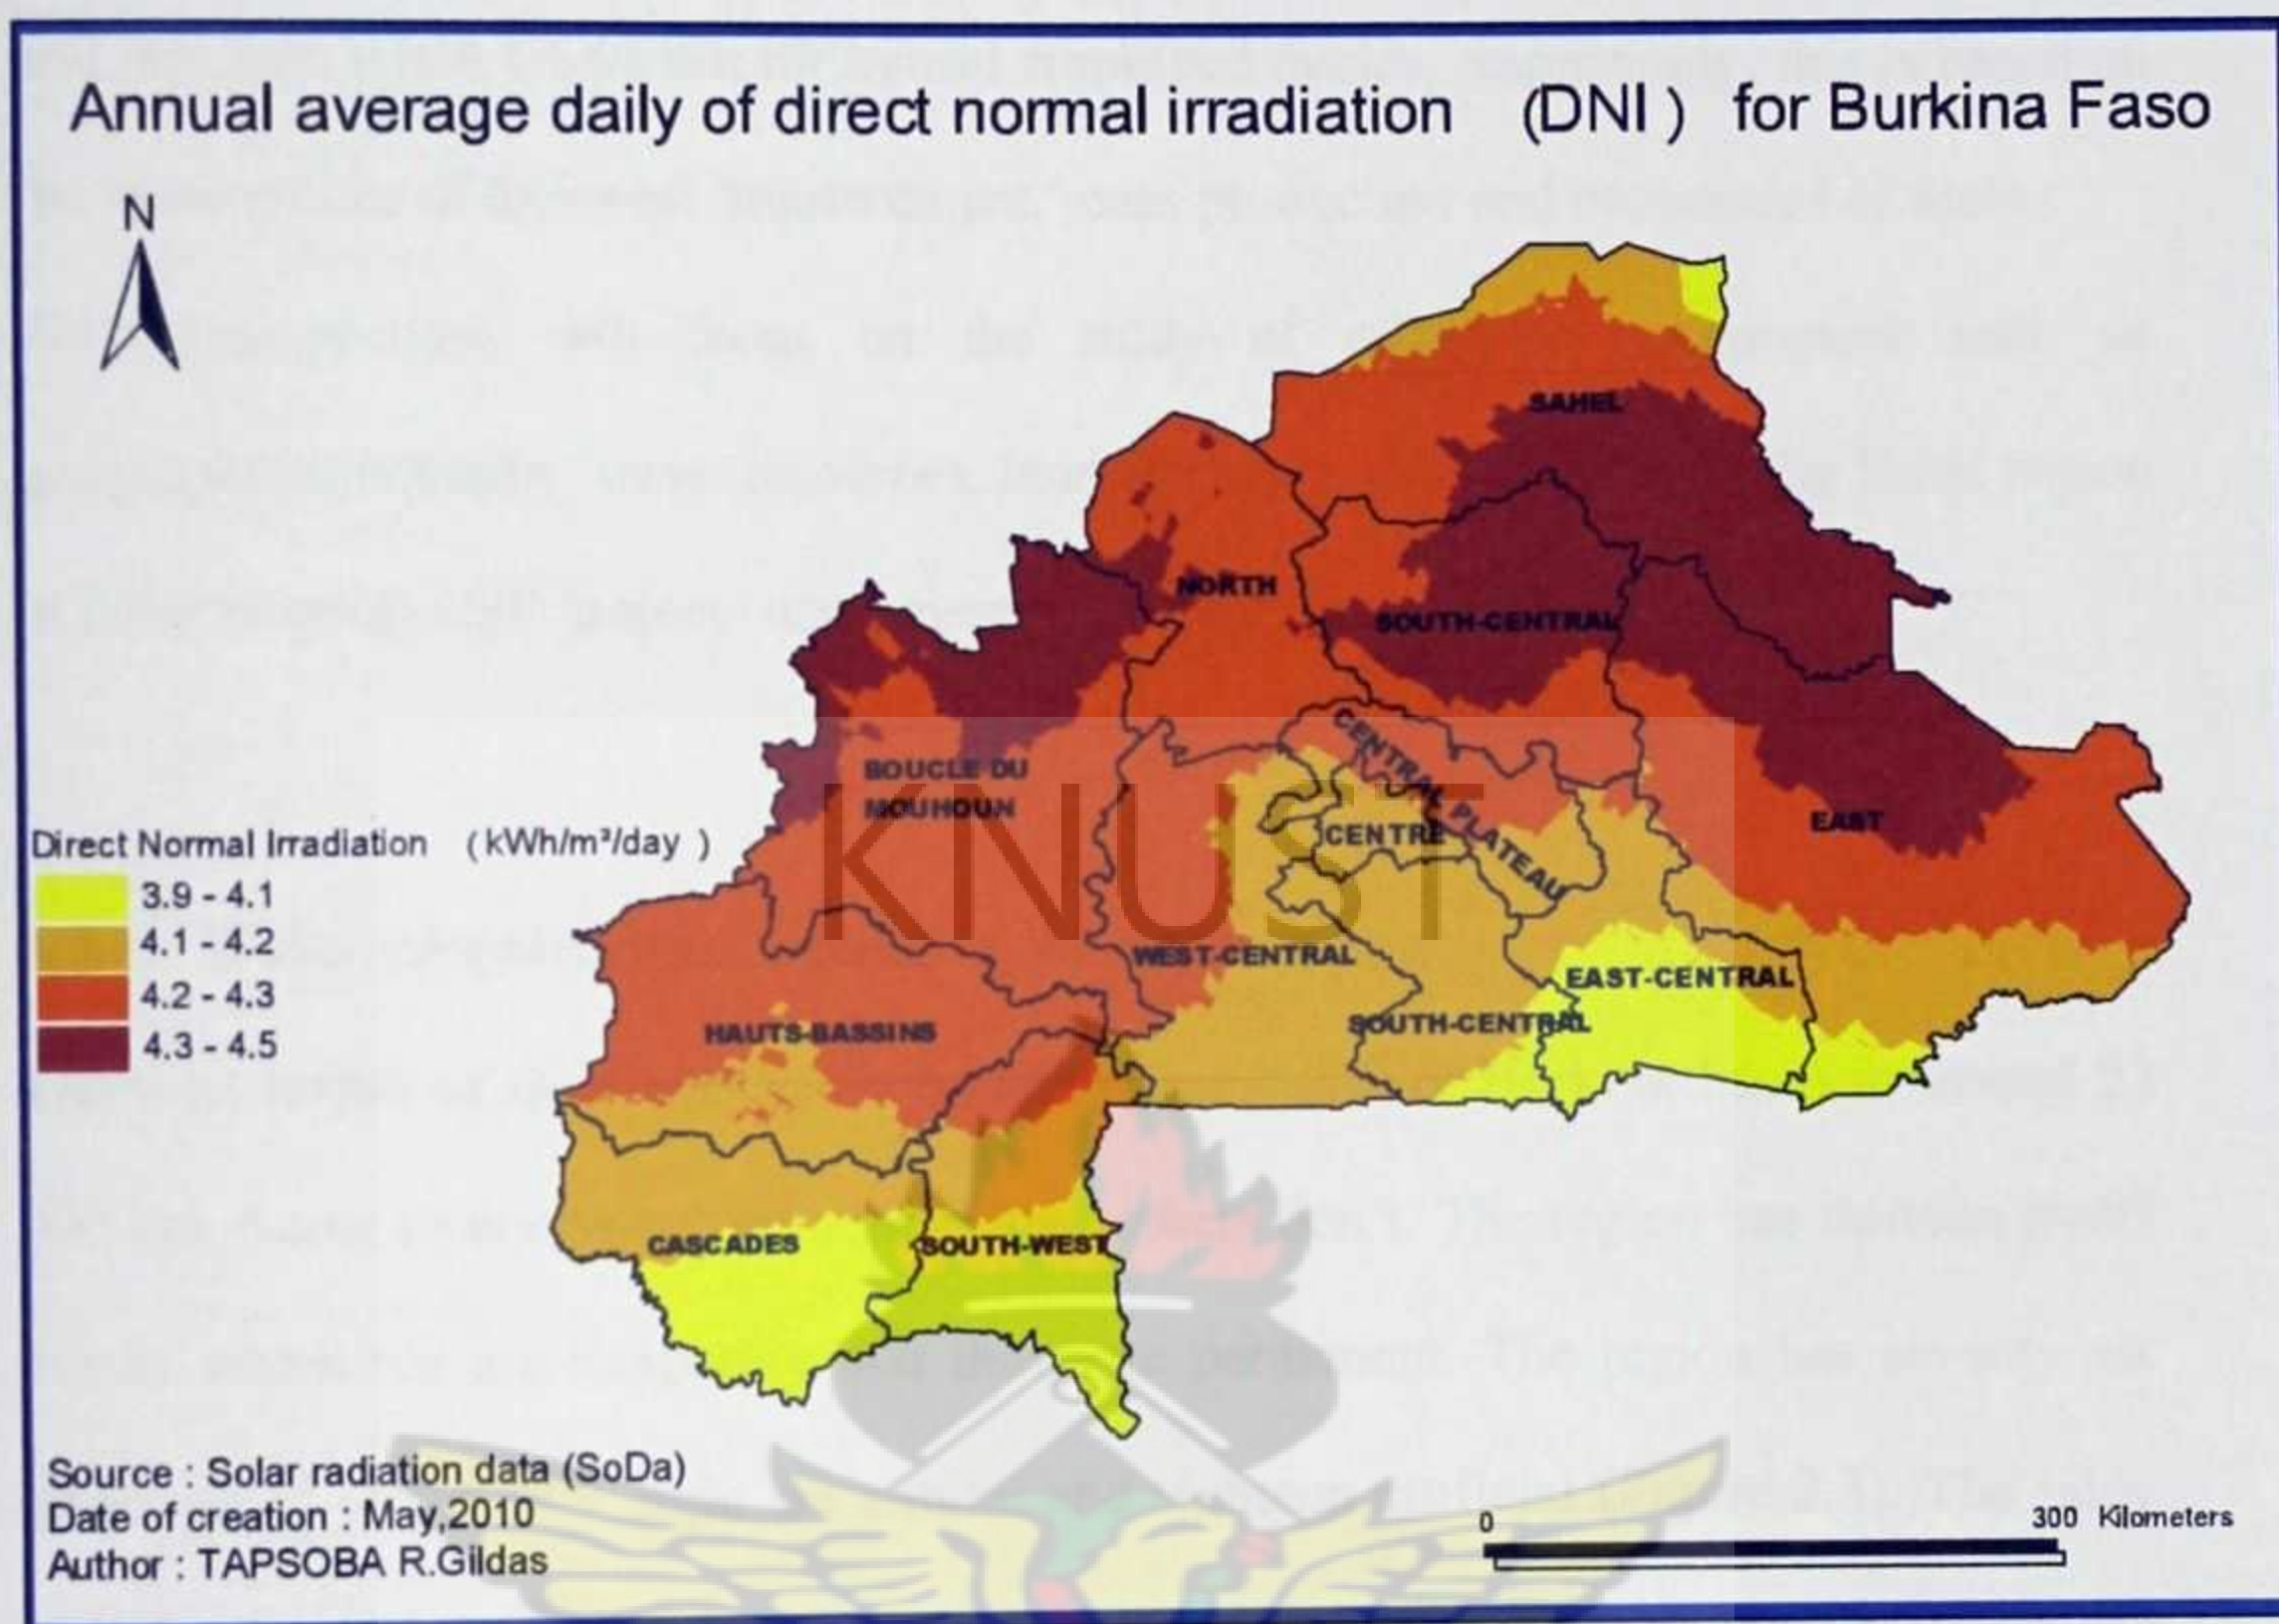 Annual average daily of direct normal irradiation (DNI) for Burkina Faso
N
SAHEL
NORTH
SOUTH-CENTRAL
BOUCLE DU
MOUHOUN
CENTRAL PLATEAU
CENTRE
EAST
KNUST
Direct Normal Irradiation (kWh/m³/day)
3.9 - 4.1
4.1 - 4.2
4.2 - 4.3
4.3 - 4.5
WEST-CENTRAL
EAST-CENTRAL
SOUTH-CENTRAL
HAUTS-BASSINS
CASCADES
SOUTH-WEST
Source : Solar radiation data (SoDa)
Date of creation : May,2010
Author : TAPSOBA R.Gildas
0 300 Kilometers